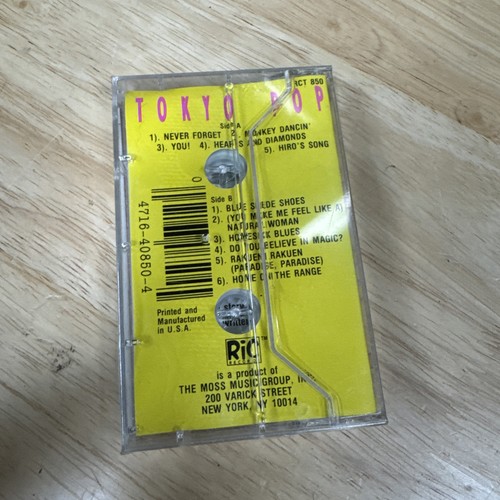 RCT 850
TOKYO POP
Side A
1). NEVER FORGET 2). MONKEY DANCIN'
3). YOU! 4). HEARTS AND DIAMONDS
5). HIRO'S SONG
Side B
1). BLUE SUEDE SHOES
2). (YOU MAKE ME FEEL LIKE A)
NATURAL WOMAN
3). HOMESICK BLUES
4). DO YOU BELIEVE IN MAGIC?
5). RAKUEN RAKUEN
(PARADISE, PARADISE)
6). HOME ON THE RANGE
0
4716-40850-4
Printed and
Manufactured
in U.S.A.
RIC
is a product of
THE MOSS MUSIC GROUP, INC.
200 VARICK STREET
NEW YORK, NY 10014